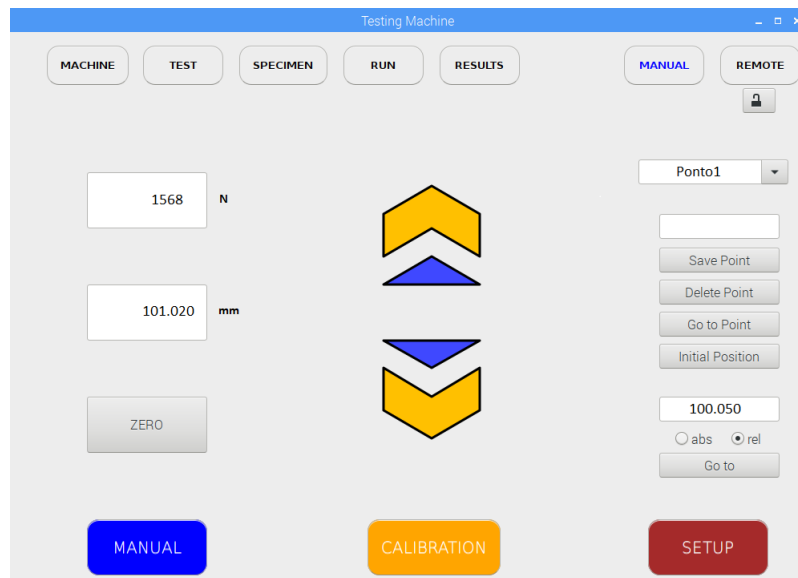 Testing Machine
MACHINE TEST SPECIMEN RUN RESULTS MANUAL REMOTE
Ponto1
1568 N
Save Point
Delete Point
101.020 mm
Go to Point
Initial Position
100.050
ZERO
abs rel
Go to
MANUAL CALIBRATION SETUP